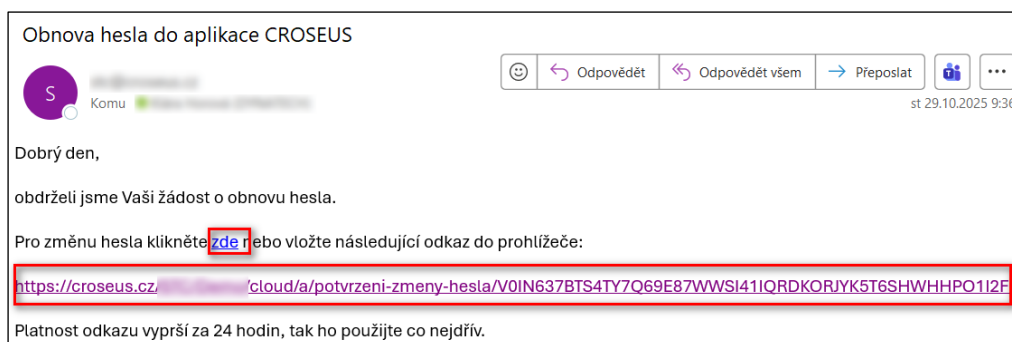 Obnova hesla do aplikace CROSEUS
Odpovědět
Odpovědět všem
Přeposlat
S
Komu
st 29.10.2025 9:36
Dobrý den,
obdrželi jsme Vaši žádost o obnovu hesla.
Pro změnu hesla klikněte zde nebo vložte následující odkaz do prohlížeče:
https://croseus.cz/ /cloud/a/potvrzeni-zmeny-hesla/V0IN637BTS4TY7Q69E87WWSI41IQRDKORJYK5T6SHWHHPO1I2F
Platnost odkazu vyprší za 24 hodin, tak ho použijte co nejdřív.